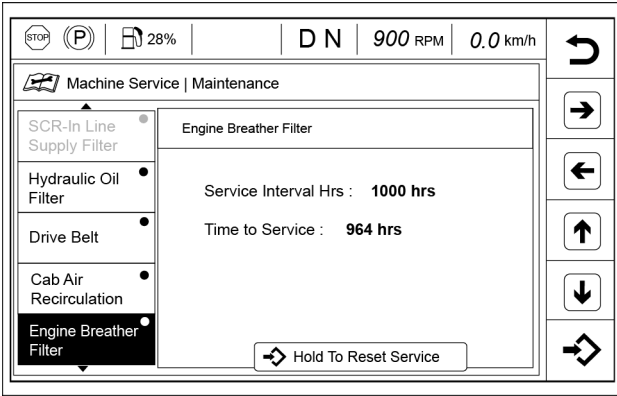 STOP P 28% D N 900 RPM 0.0 km/h
Machine Service | Maintenance
SCR-In Line
Supply Filter
Engine Breather Filter
Hydraulic Oil
Filter
Service Interval Hrs : 1000 hrs
Drive Belt
Time to Service : 964 hrs
Cab Air
Recirculation
Engine Breather
Filter
Hold To Reset Service